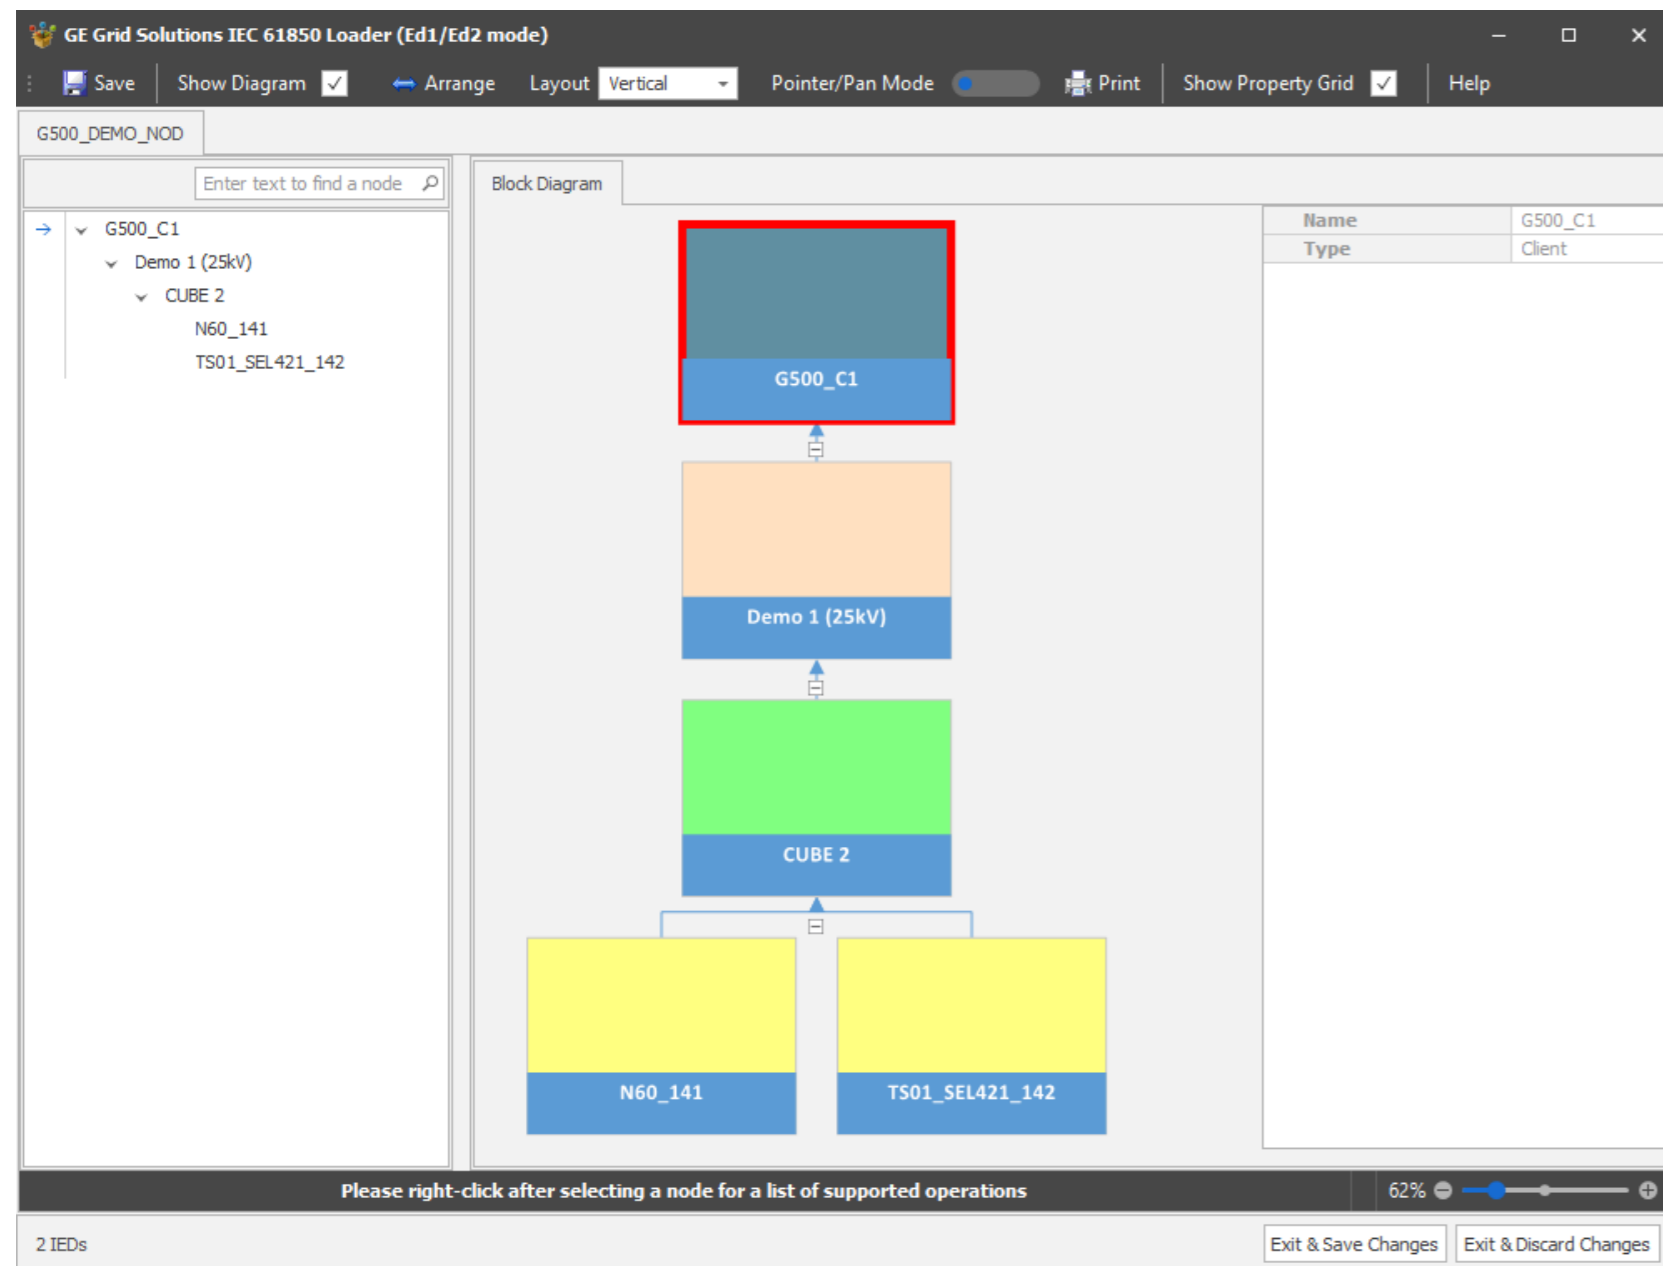 GE Grid Solutions IEC 61850 Loader (Ed1/Ed2 mode)
Save Show Diagram Arrange Layout Vertical Pointer/Pan Mode Print Show Property Grid Help
G500_DEMO_NOD
Enter text to find a node
G500_C1
Demo 1 (25kV)
CUBE 2
N60_141
TS01_SEL421_142
Block Diagram
G500_C1
Demo 1 (25kV)
CUBE 2
N60_141 TS01_SEL421_142
Name G500_C1
Type Client
Please right-click after selecting a node for a list of supported operations
62%
2 IEDs
Exit & Save Changes Exit & Discard Changes